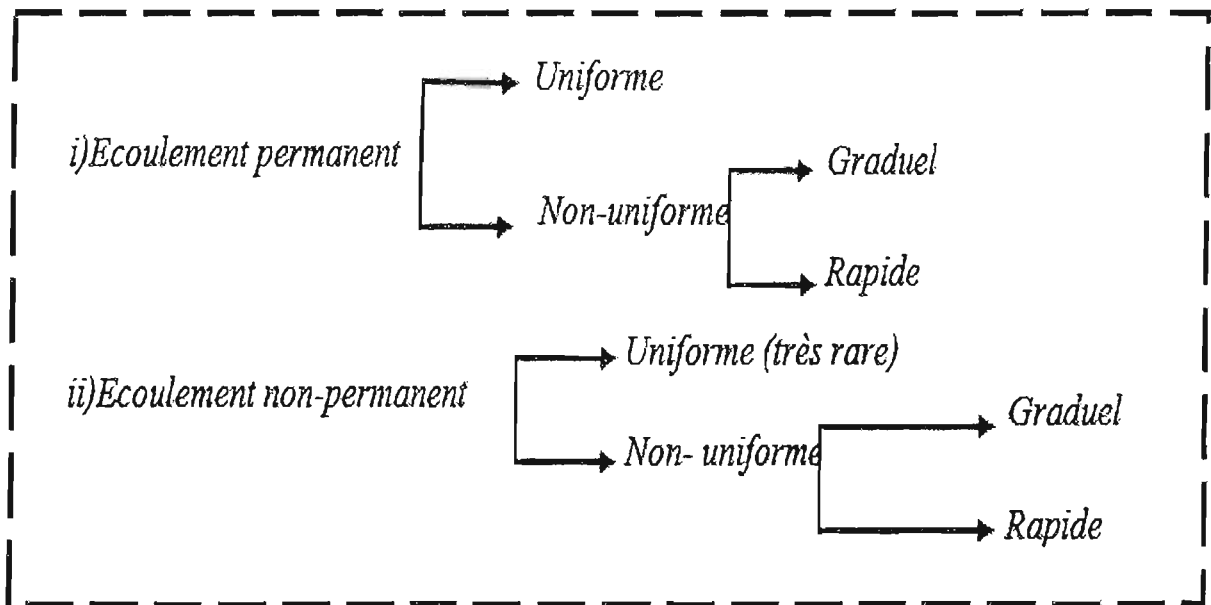 Uniforme
i)Ecoulement permanent
Graduel
Non-uniforme
Rapide
Uniforme (très rare)
ii)Ecoulement non-permanent
Graduel
Non- uniforme
Rapide